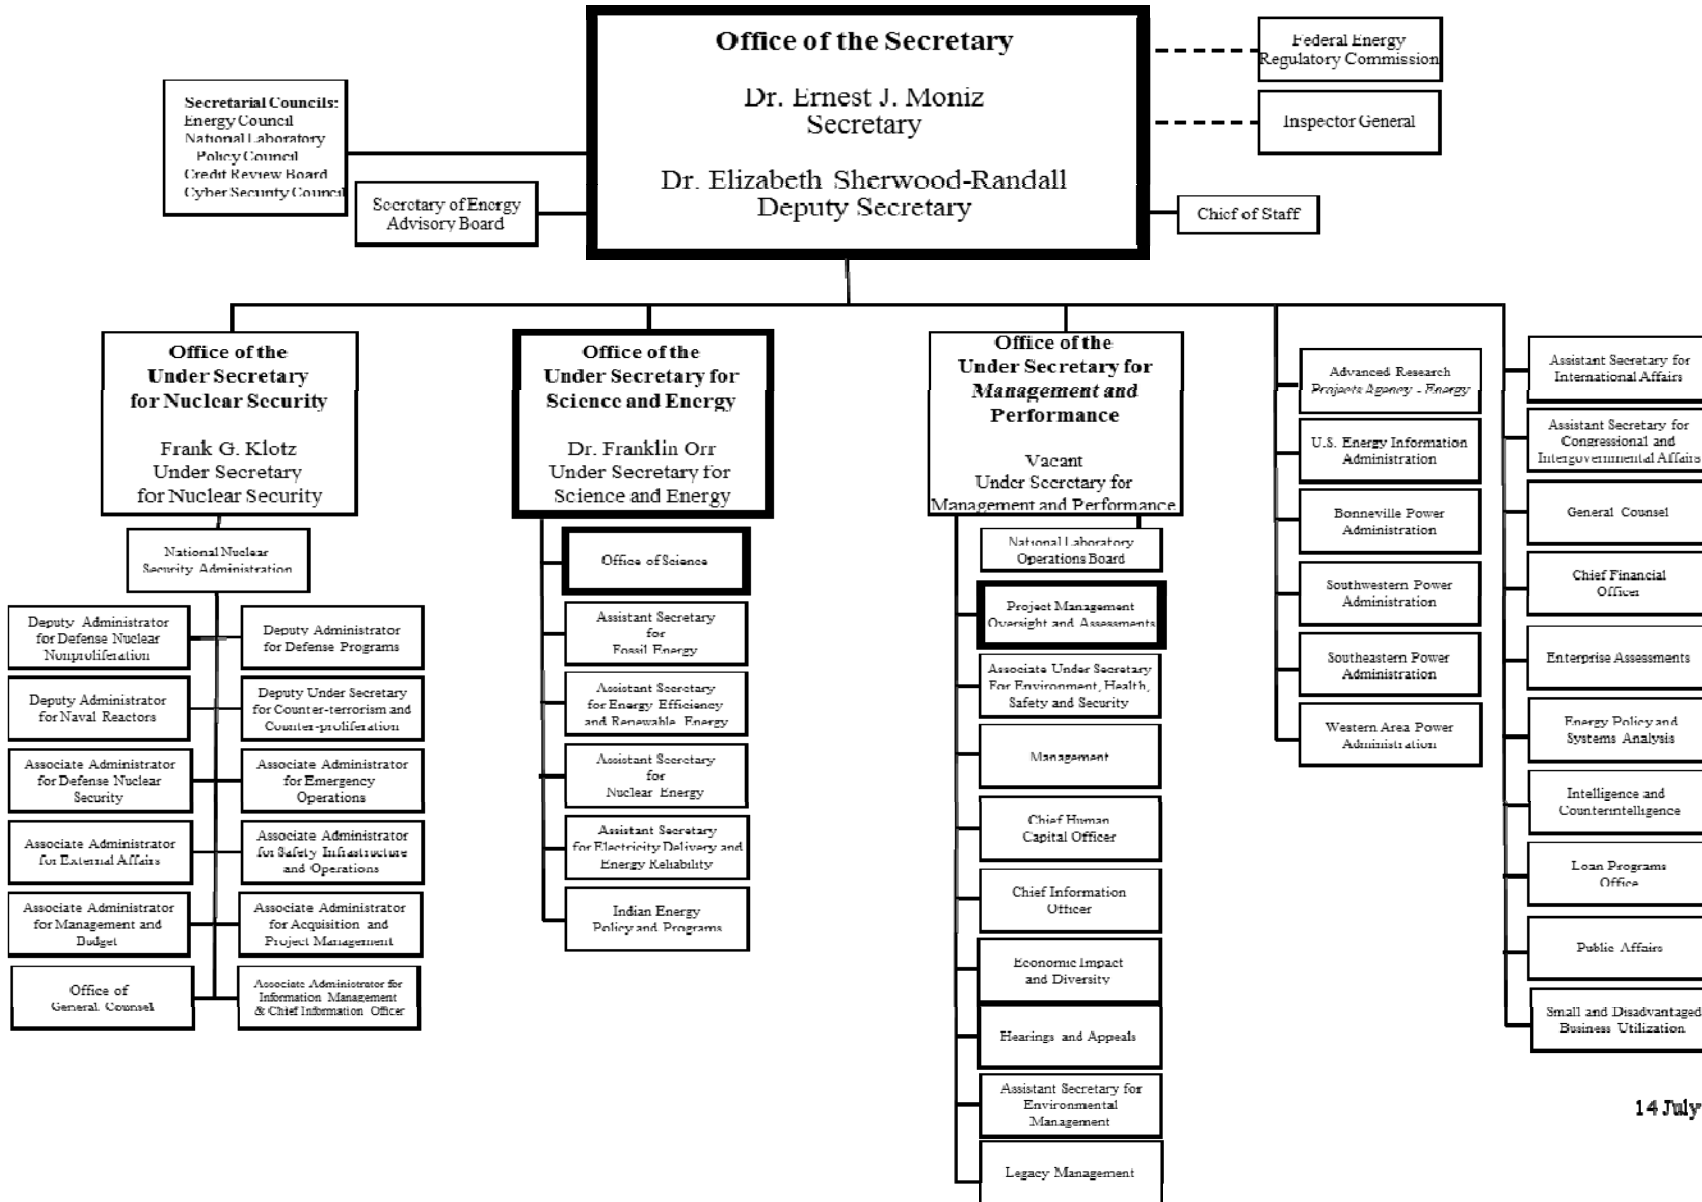 Office of the Secretary
Dr. Ernest J. Moniz
Secretary
Dr. Elizabeth Sherwood-Randall
Deputy Secretary
Federal Energy
Regulatory Commission
Inspector General
Chief of Staff
Secretarial Councils:
Energy Council
National Laboratory
Policy Council
Credit Review Board
Cyber Security Council
Secretary of Energy
Advisory Board
Office of the
Under Secretary
for Nuclear Security
Frank G. Klotz
Under Secretary
for Nuclear Security
National Nuclear
Security Administration
Deputy Administrator
for Defense Nuclear
Nonproliferation
Deputy Administrator
for Defense Programs
Deputy Administrator
for Naval Reactors
Deputy Under Secretary
for Counter-terrorism and
Counter-proliferation
Associate Administrator
for Defense Nuclear
Security
Associate Administrator
for Emergency
Operations
Associate Administrator
for External Affairs
Associate Administrator
for Safety, Infrastructure
and Operations
Associate Administrator
for Management and
Budget
Associate Administrator
for Acquisition and
Project Management
Office of
General Counsel
Associate Administrator for
Information Management
& Chief Information Officer
Office of the
Under Secretary for
Science and Energy
Dr. Franklin Orr
Under Secretary for
Science and Energy
Office of Science
Assistant Secretary
for
Fossil Energy
Assistant Secretary
for Energy Efficiency
and Renewable Energy
Assistant Secretary
for
Nuclear Energy
Assistant Secretary
for Electricity Delivery and
Energy Reliability
Indian Energy
Policy and Programs
Office of the
Under Secretary for
Management and
Performance
Vacant
Under Secretary for
Management and Performance
National Laboratory
Operations Board
Project Management
Oversight and Assessments
Associate Under Secretary
For Environment, Health,
Safety and Security
Management
Chief Human
Capital Officer
Chief Information
Officer
Economic Impact
and Diversity
Hearings and Appeals
Assistant Secretary for
Environmental
Management
Legacy Management
Advanced Research
Projects Agency - Energy
U.S. Energy Information
Administration
Bonneville Power
Administration
Southwestern Power
Administration
Southeastern Power
Administration
Western Area Power
Administration
Assistant Secretary for
International Affairs
Assistant Secretary for
Congressional and
Intergovernmental Affairs
General Counsel
Chief Financial
Officer
Enterprise Assessments
Energy Policy and
Systems Analysis
Intelligence and
Counterintelligence
Loan Programs
Office
Public Affairs
Small and Disadvantaged
Business Utilization
14 July